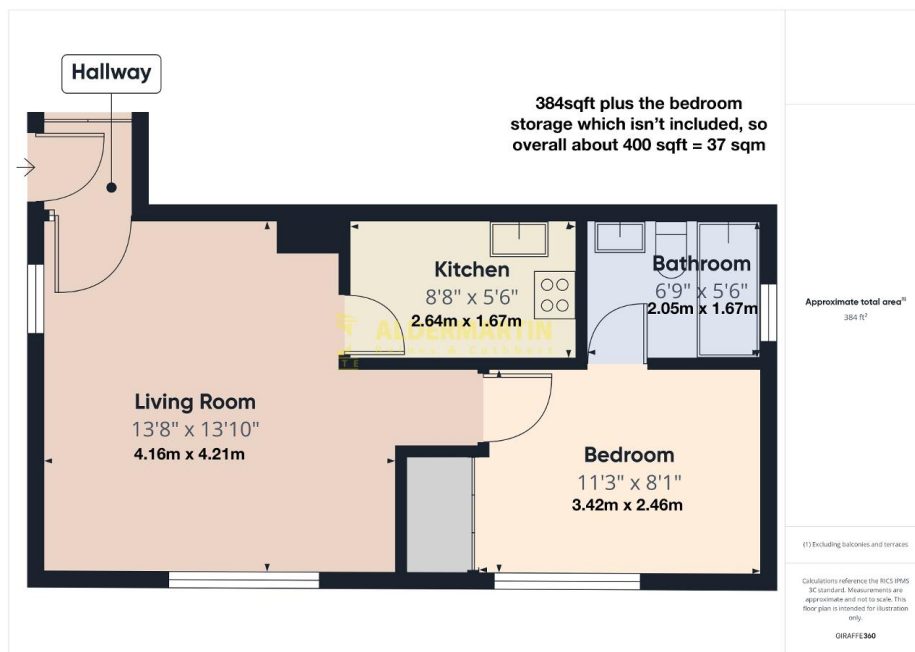 Hallway
384sqft plus the bedroom
storage which isn't included, so
overall about 400 sqft = 37 sqm
Kitchen
8'8" x 5'6"
2.64m x 1.67m
Bathroom
6'9" x 5'6"
2.05m x 1.67m
ALDERMARTIN
Living Room
13'8" x 13'10"
4.16m x 4.21m
Bedroom
11'3" x 8'1"
3.42m x 2.46m
Approximate total area⁽¹⁾
384 ft²
(1) Excluding balconies and terraces
Calculations reference the RICS IPMS
3C standard. Measurements are
approximate and not to scale. This
floor plan is intended for illustration
only.
GIRAFFE360